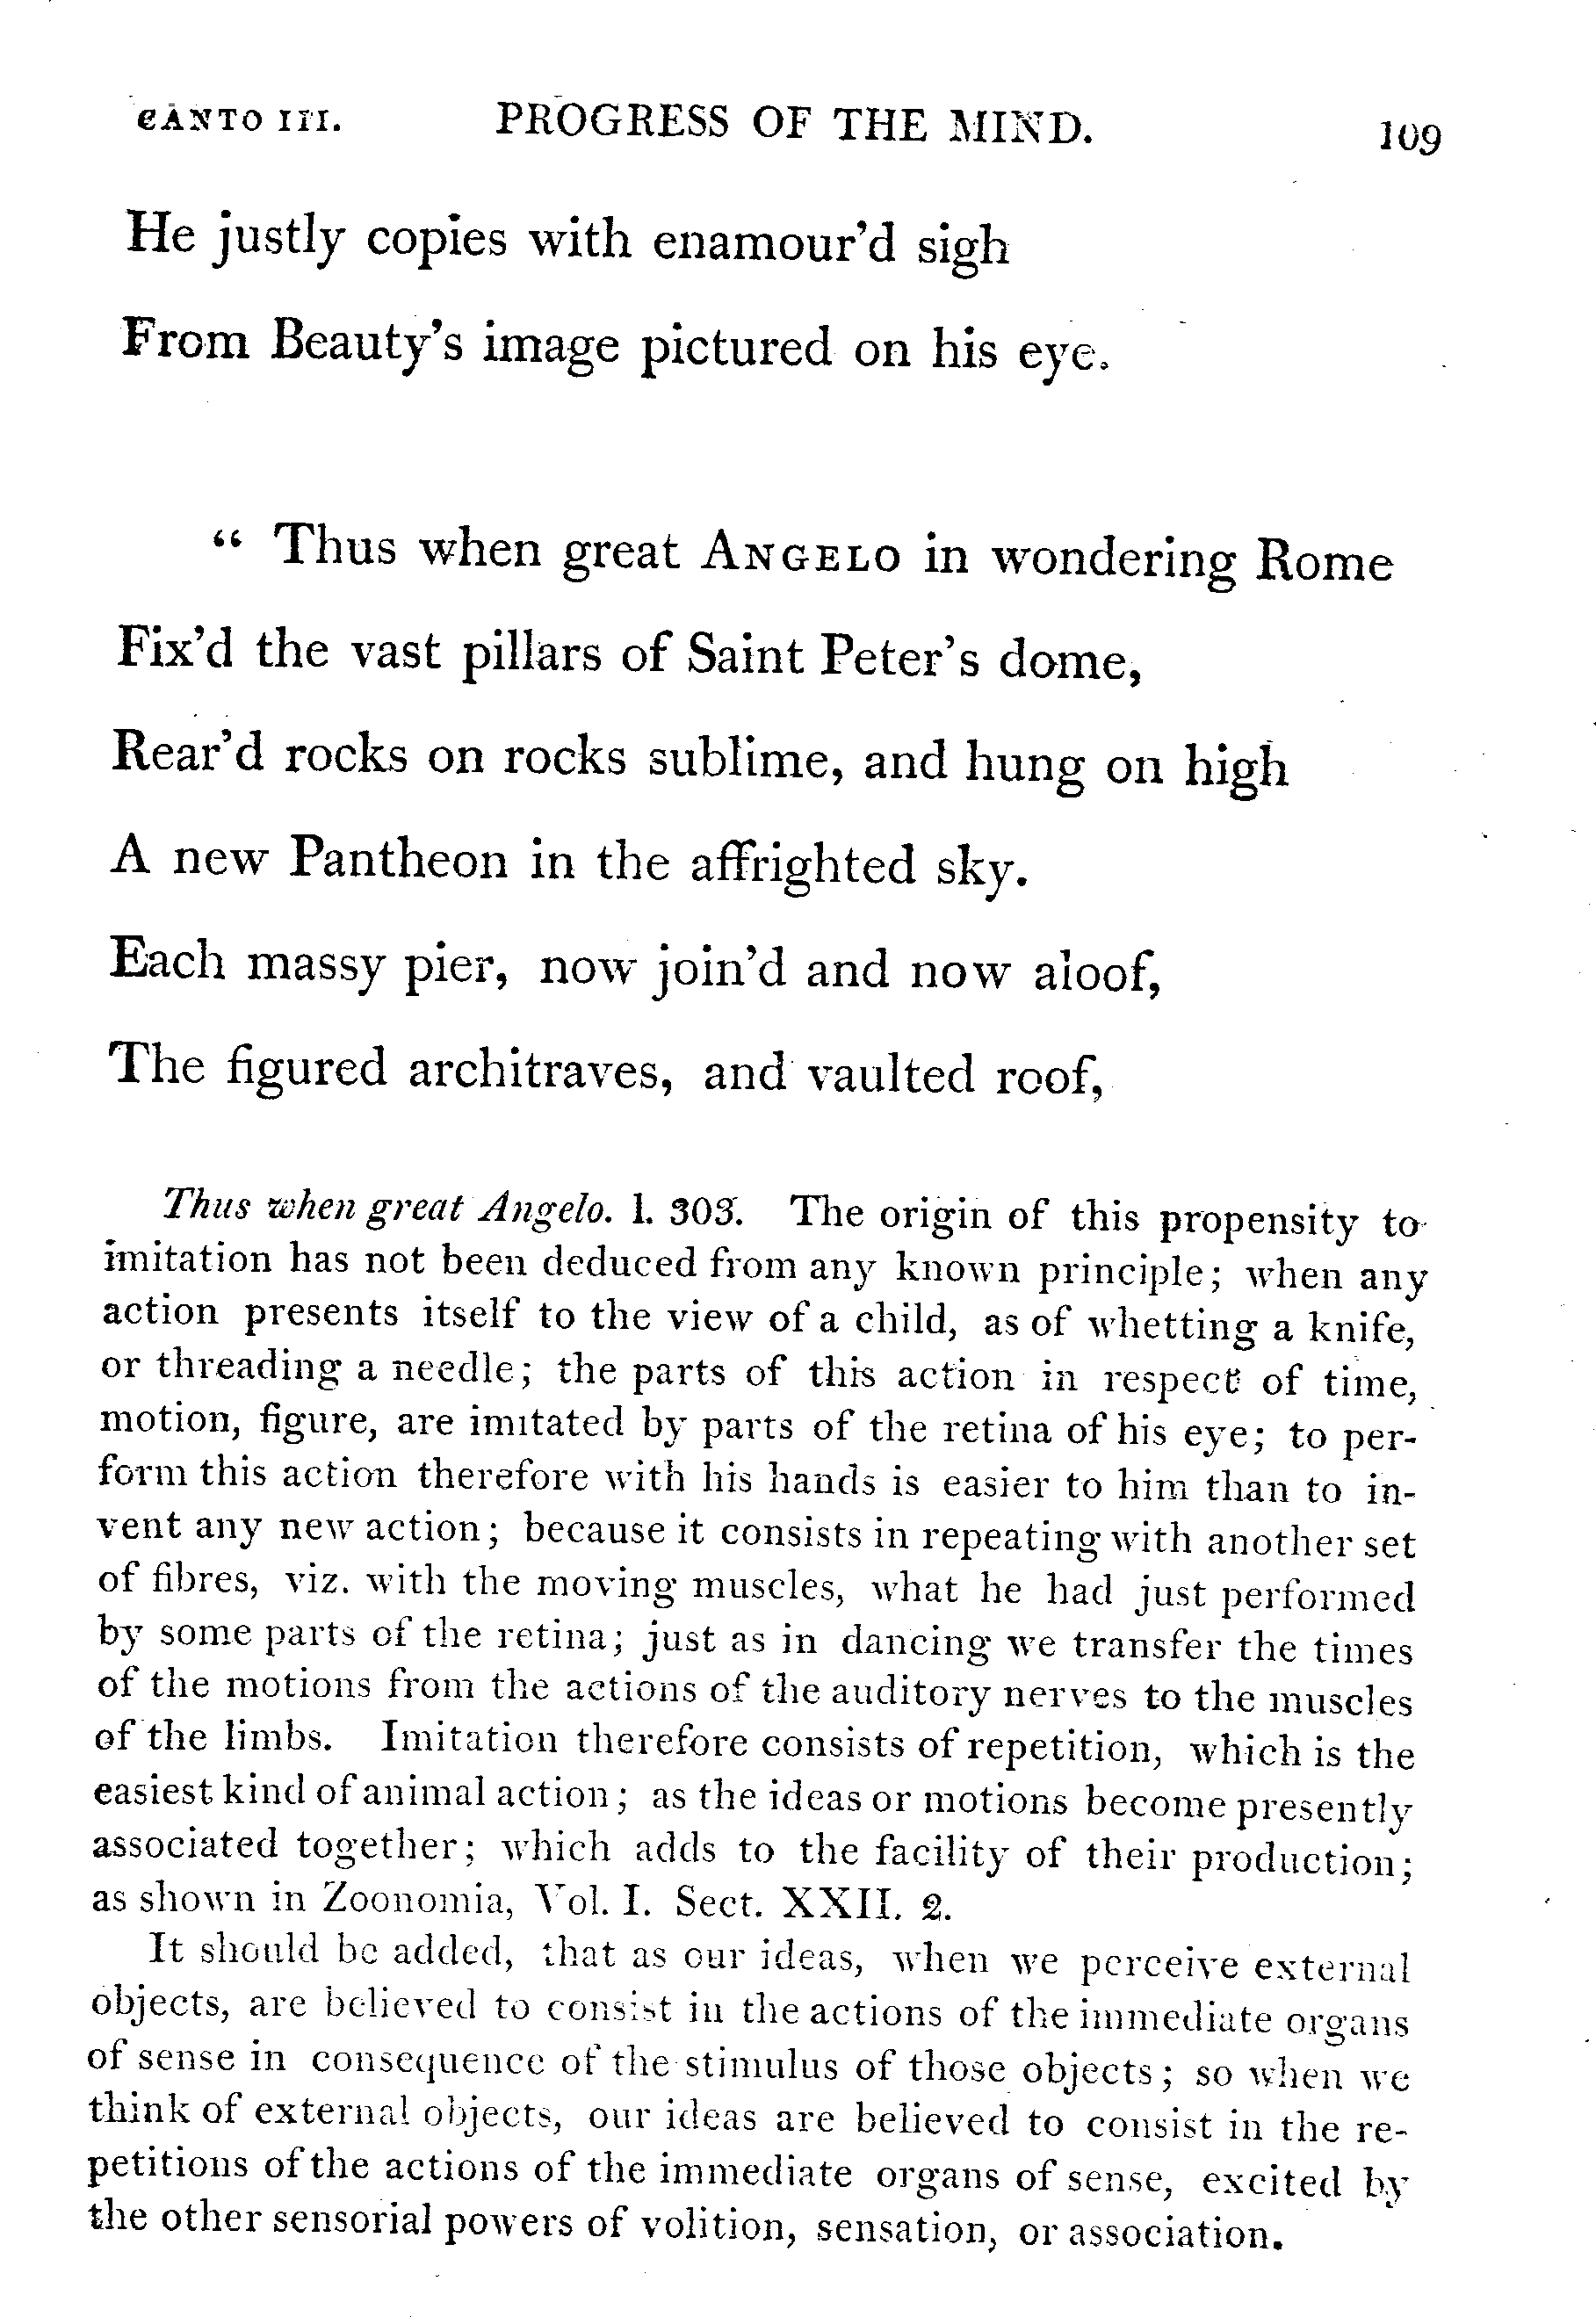 CANTO III. PROGRESS OF THE MIND. 109
He justly copies with enamour'd sigh
From Beauty's image pictured on his eye.
“ Thus when great ANGELO in wondering Rome
Fix'd the vast pillars of Saint Peter's dome,
Rear'd rocks on rocks sublime, and hung on high
A new Pantheon in the affrighted sky.
Each massy pier, now join'd and now aloof,
The figured architraves, and vaulted roof,
Thus when great Angelo. l. 303. The origin of this propensity to
imitation has not been deduced from any known principle; when any
action presents itself to the view of a child, as of whetting a knife,
or threading a needle; the parts of this action in respect of time,
motion, figure, are imitated by parts of the retina of his eye; to per-
form this action therefore with his hands is easier to him than to in-
vent any new action; because it consists in repeating with another set
of fibres, viz. with the moving muscles, what he had just performed
by some parts of the retina; just as in dancing we transfer the times
of the motions from the actions of the auditory nerves to the muscles
of the limbs. Imitation therefore consists of repetition, which is the
easiest kind of animal action; as the ideas or motions become presently
associated together; which adds to the facility of their production;
as shown in Zoonomia, Vol. I. Sect. XXII. 2.
It should be added, that as our ideas, when we perceive external
objects, are believed to consist in the actions of the immediate organs
of sense in consequence of the stimulus of those objects; so when we
think of external objects, our ideas are believed to consist in the re-
petitions of the actions of the immediate organs of sense, excited by
the other sensorial powers of volition, sensation, or association.